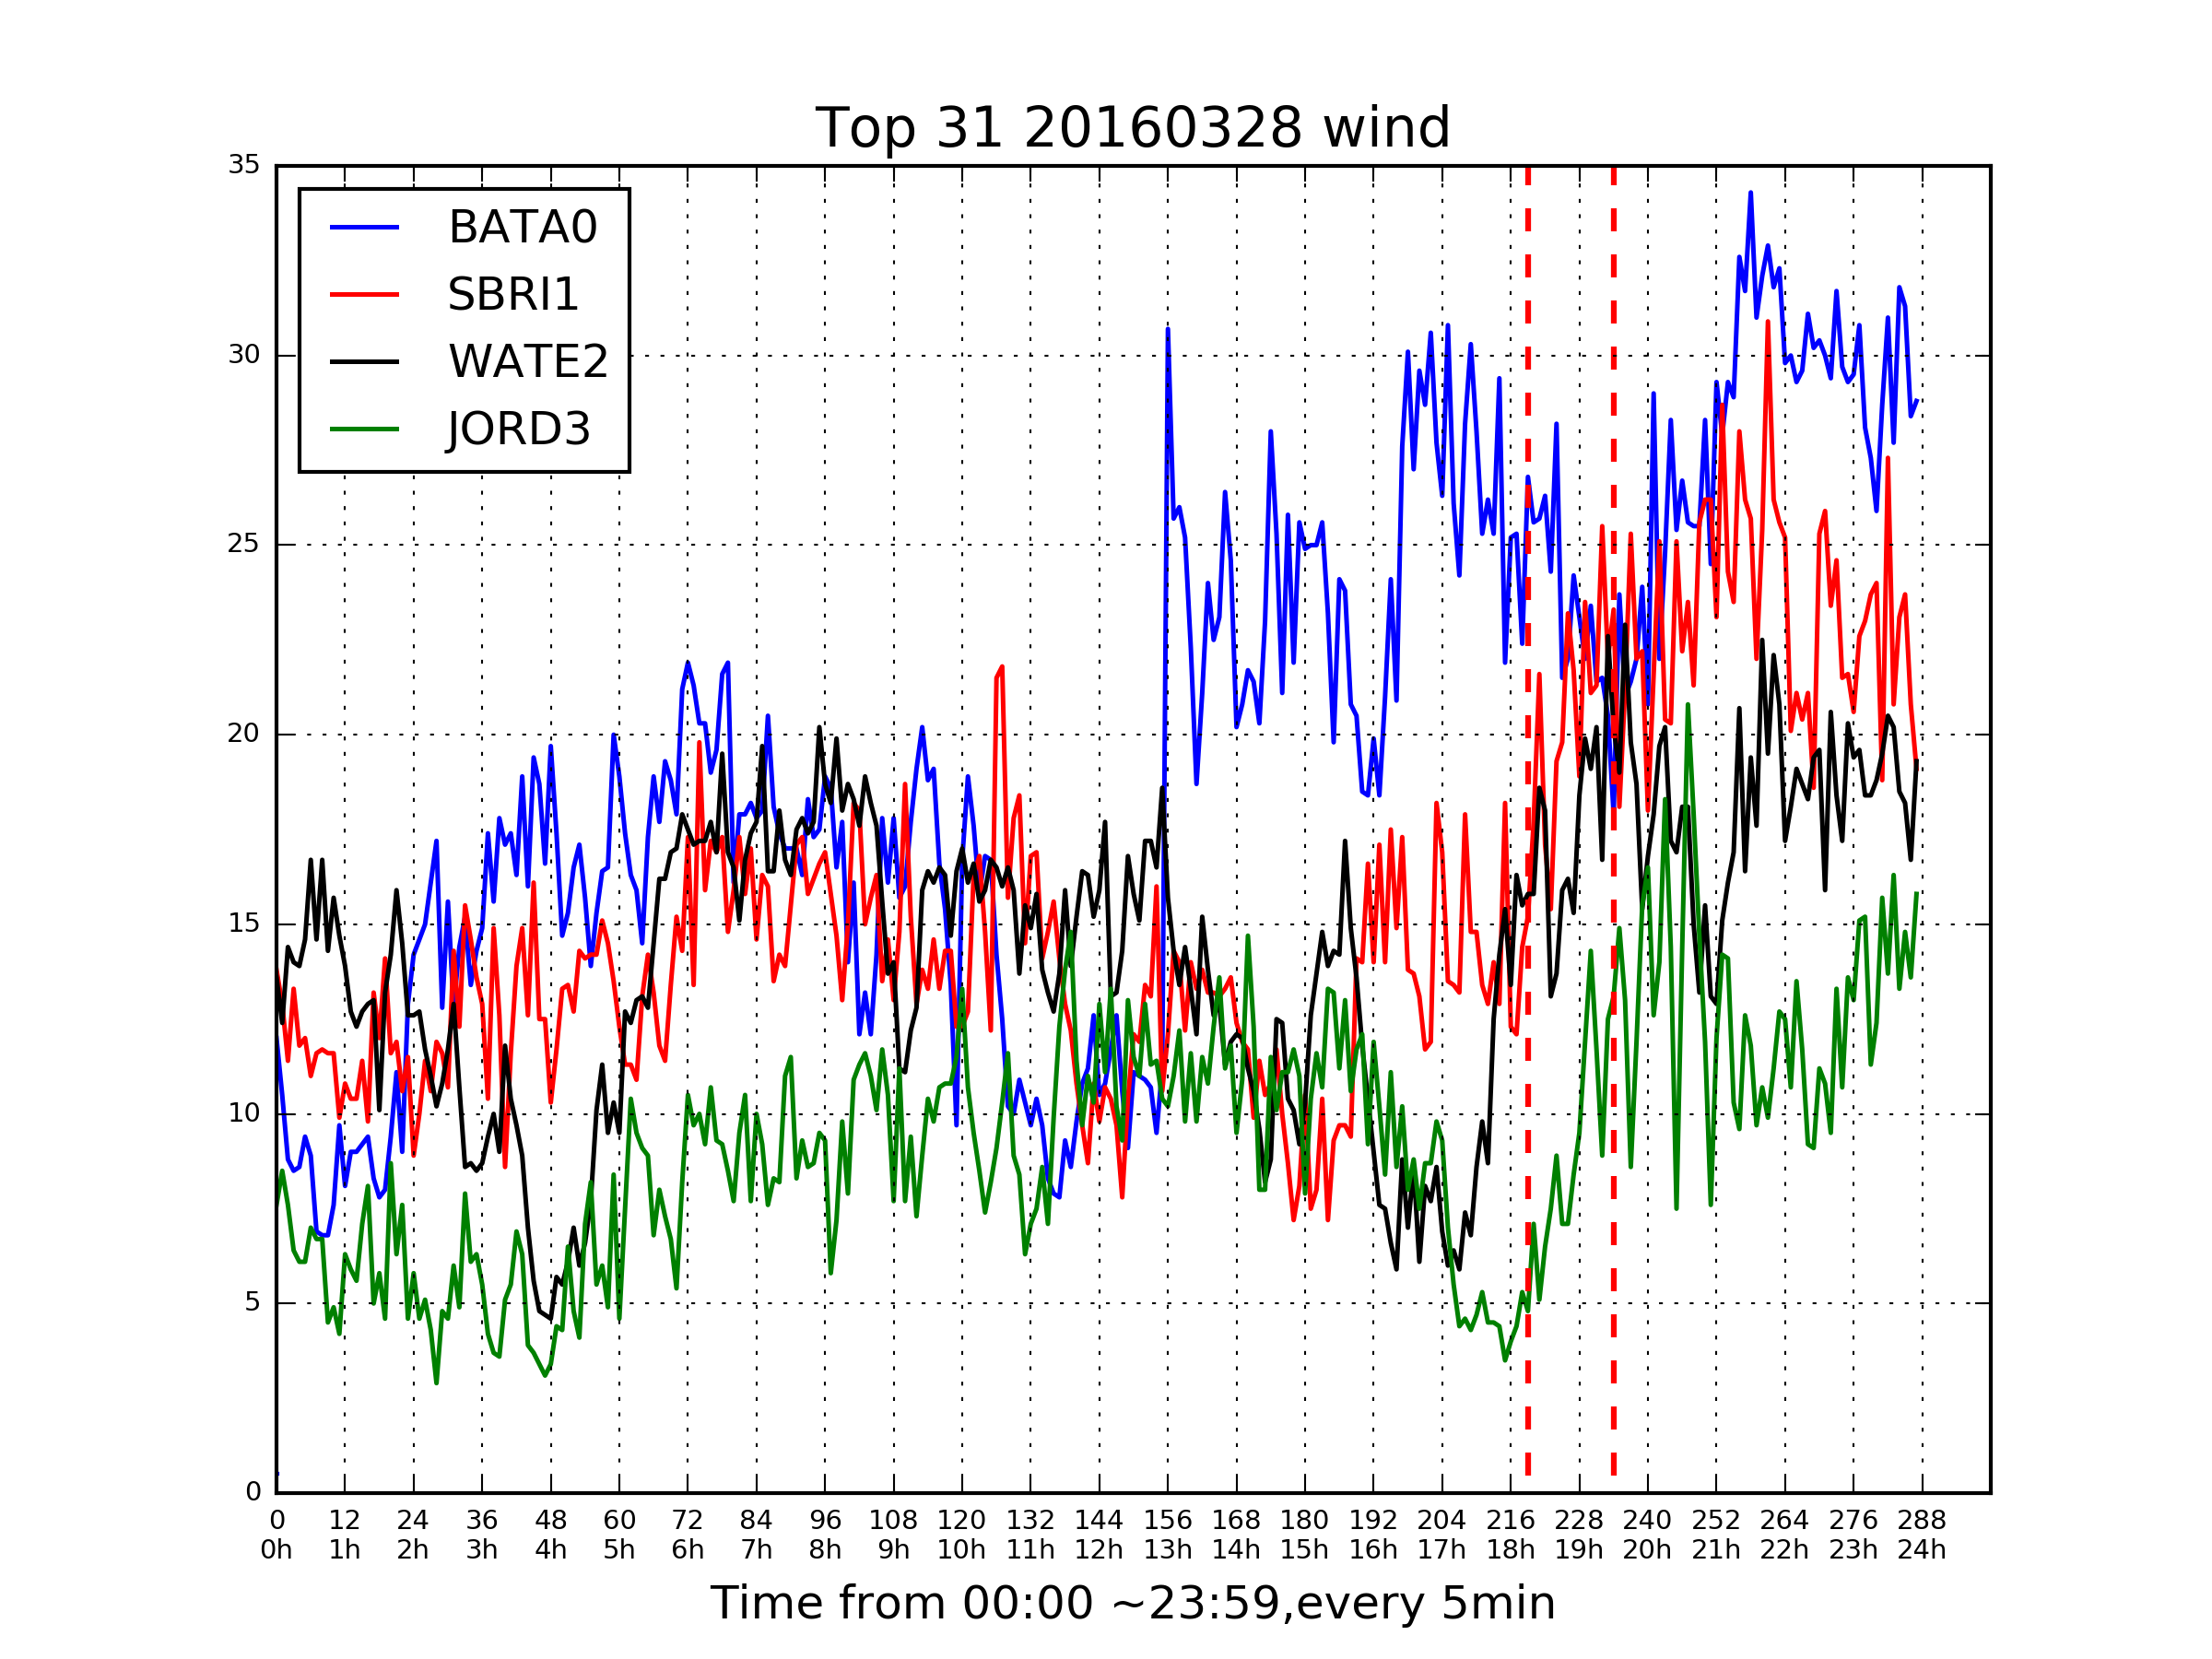 Top 31 20160328 wind
35
30
25
20
15
10
5
0
BATA0
SBRI1
WATE2
JORD3
0 12 24 36 48 60 72 84 96 108 120 132 144 156 168 180 192 204 216 228 240 252 264 276 288
0h 1h 2h 3h 4h 5h 6h 7h 8h 9h 10h 11h 12h 13h 14h 15h 16h 17h 18h 19h 20h 21h 22h 23h 24h
Time from 00:00 ~23:59,every 5min